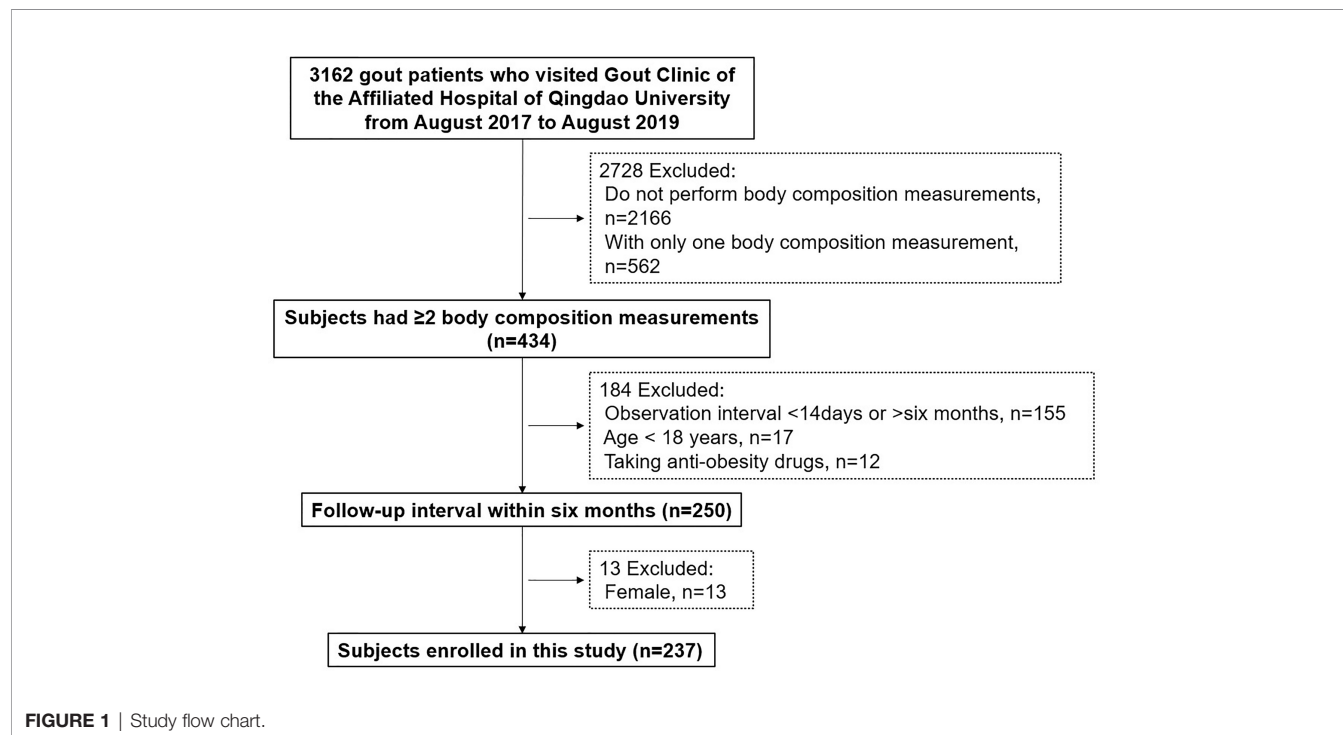 3162 gout patients who visited Gout Clinic of
the Affiliated Hospital of Qingdao University
from August 2017 to August 2019
2728 Excluded:
Do not perform body composition measurements,
n=2166
With only one body composition measurement,
n=562
Subjects had ≥2 body composition measurements
(n=434)
184 Excluded:
Observation interval <14days or >six months, n=155
Age < 18 years, n=17
Taking anti-obesity drugs, n=12
Follow-up interval within six months (n=250)
13 Excluded:
Female, n=13
Subjects enrolled in this study (n=237)
FIGURE 1 | Study flow chart.